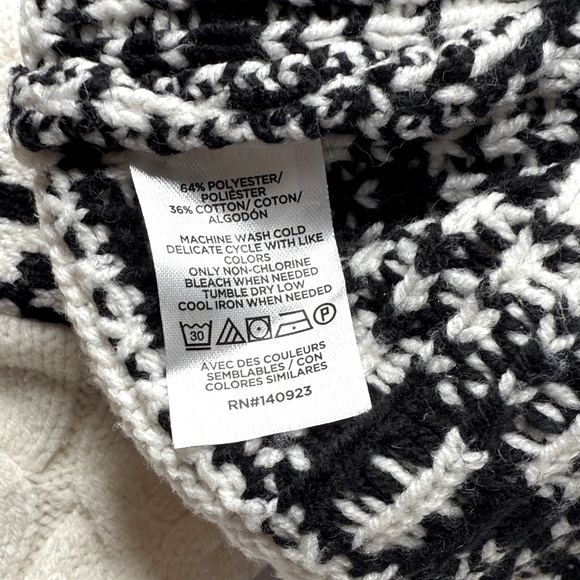 64% POLYESTER/
POLIÉSTER
36% COTTON/ COTON/
ALGODÓN
MACHINE WASH COLD
DELICATE CYCLE WITH LIKE
COLORS
ONLY NON-CHLORINE
BLEACH WHEN NEEDED
TUMBLE DRY LOW
COOL IRON WHEN NEEDED
30 P
AVEC DES COULEURS
SEMBLABLES / CON
COLORES SIMILARES
RN#140923